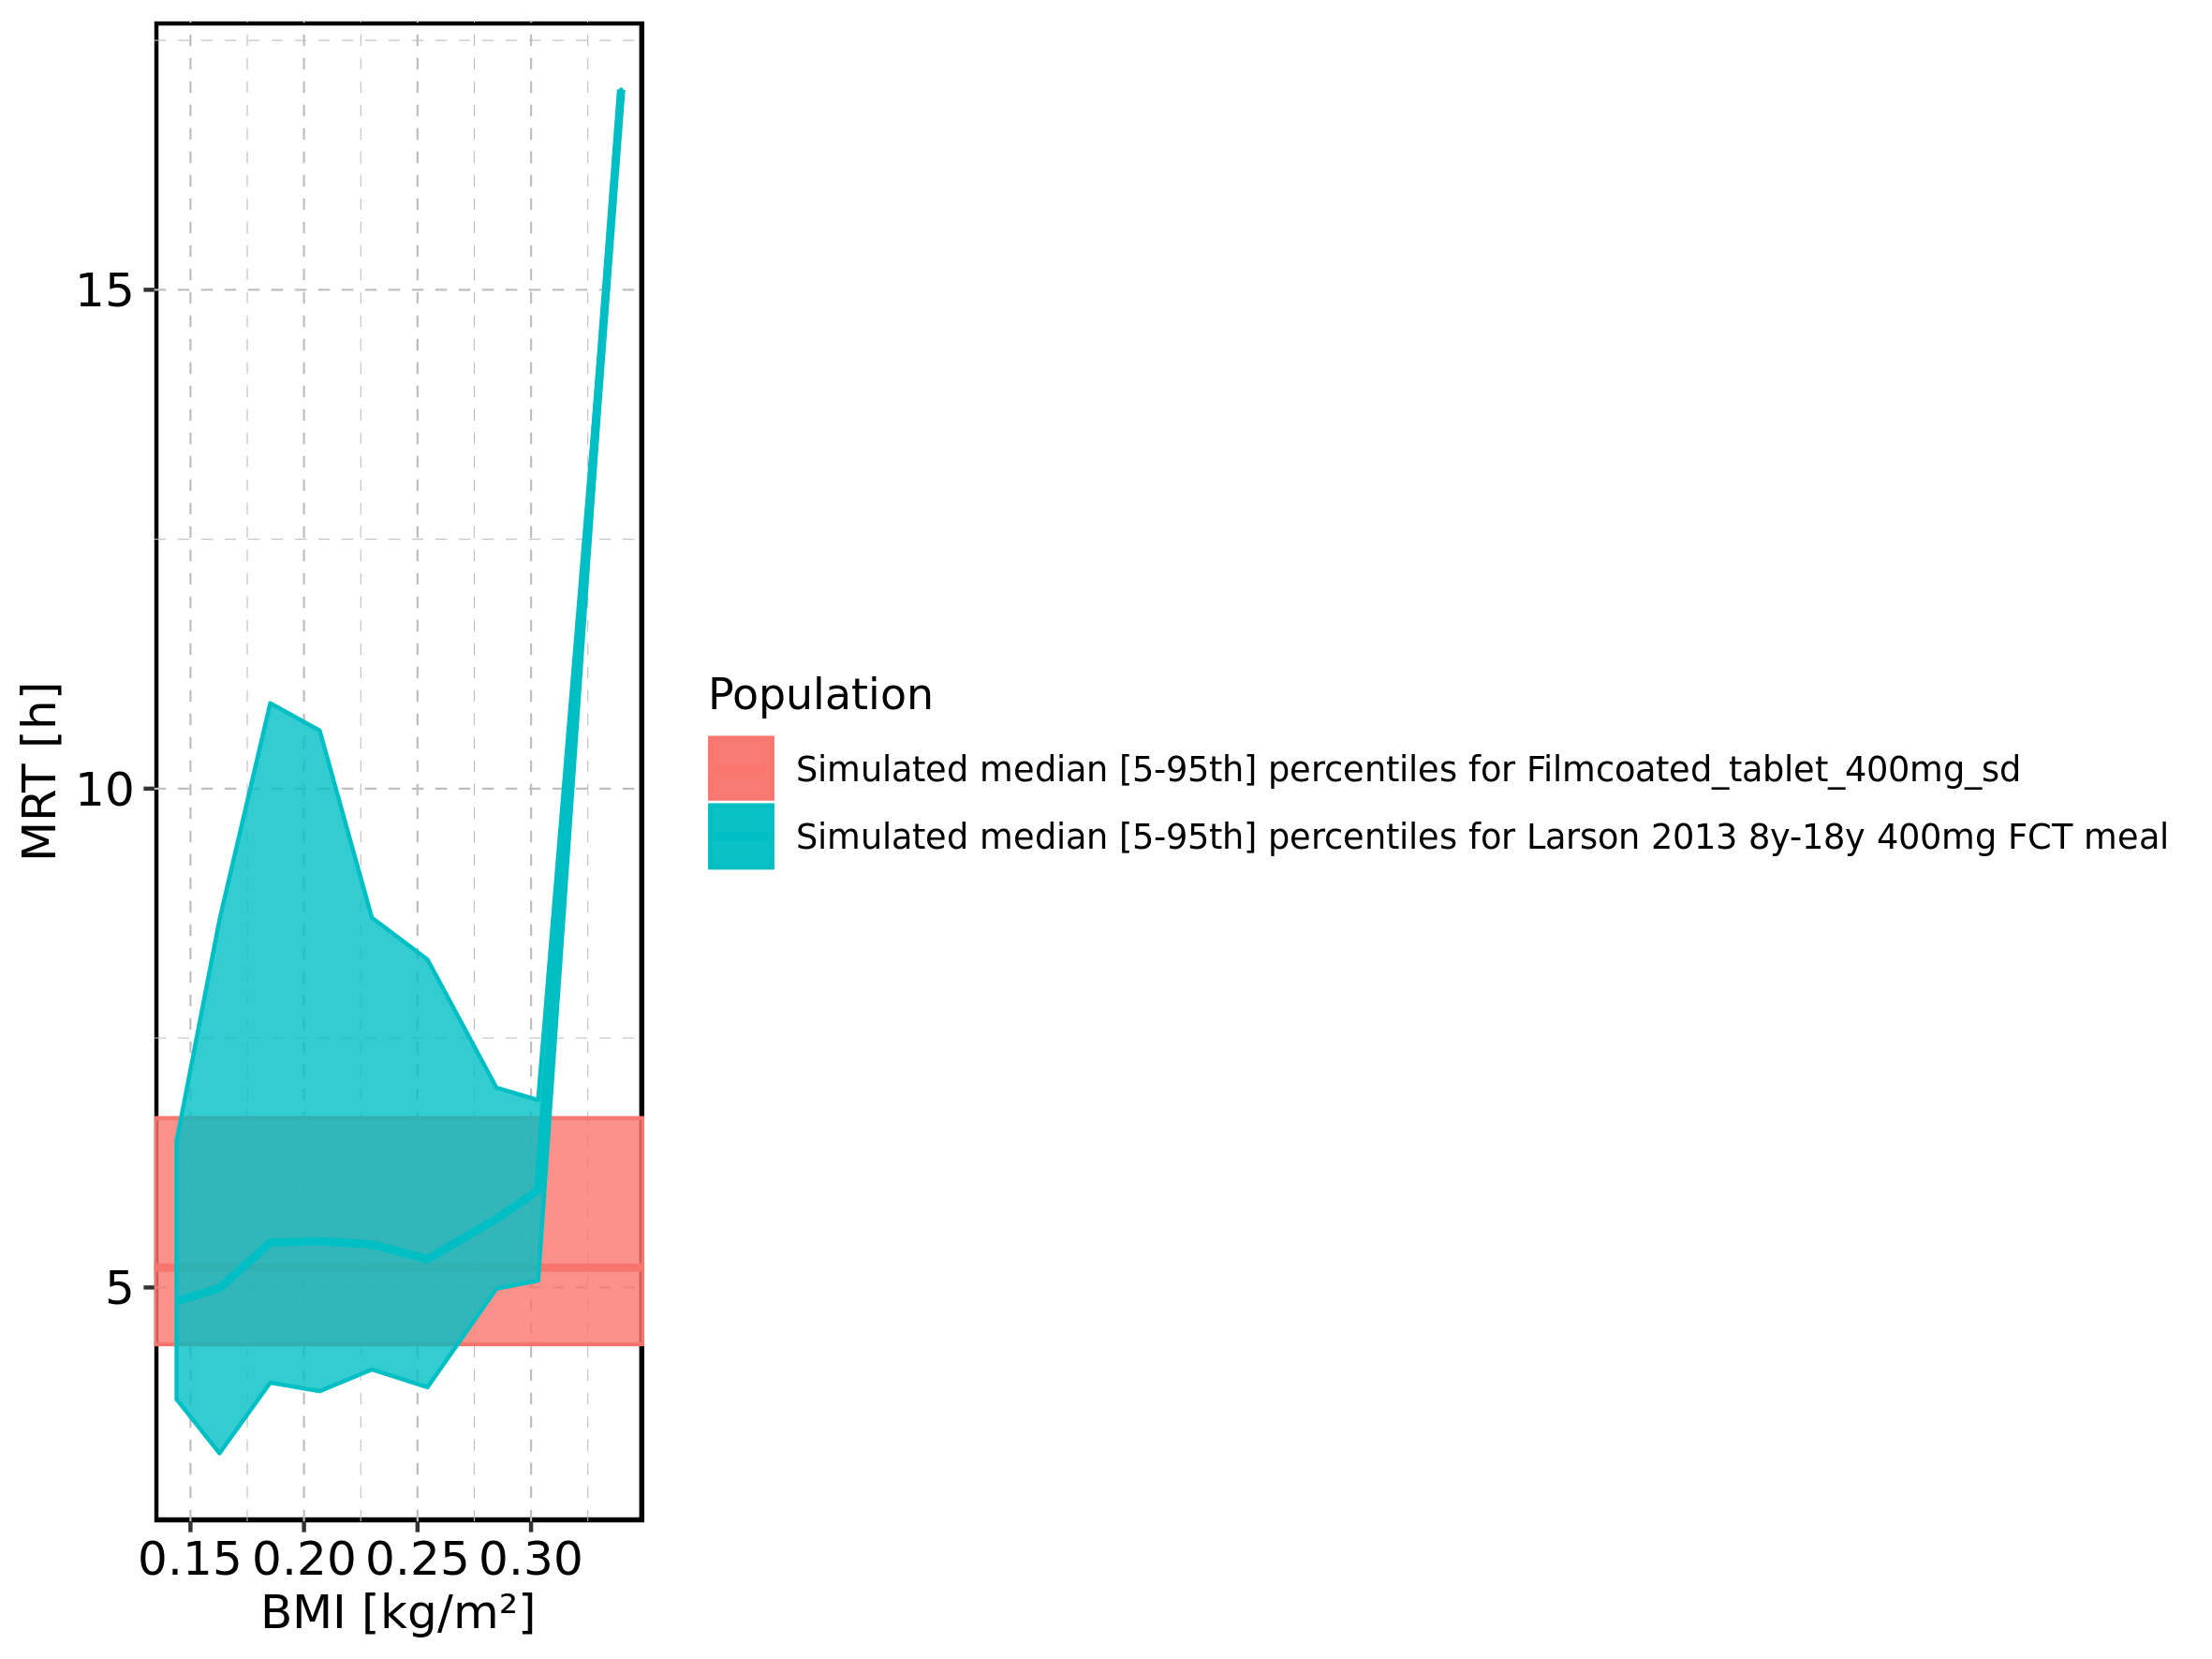 15
10
5
MRT [h]
0.15 0.20 0.25 0.30
BMI [kg/m²]
Population
Simulated median [5-95th] percentiles for Filmcoated_tablet_400mg_sd
Simulated median [5-95th] percentiles for Larson 2013 8y-18y 400mg FCT meal